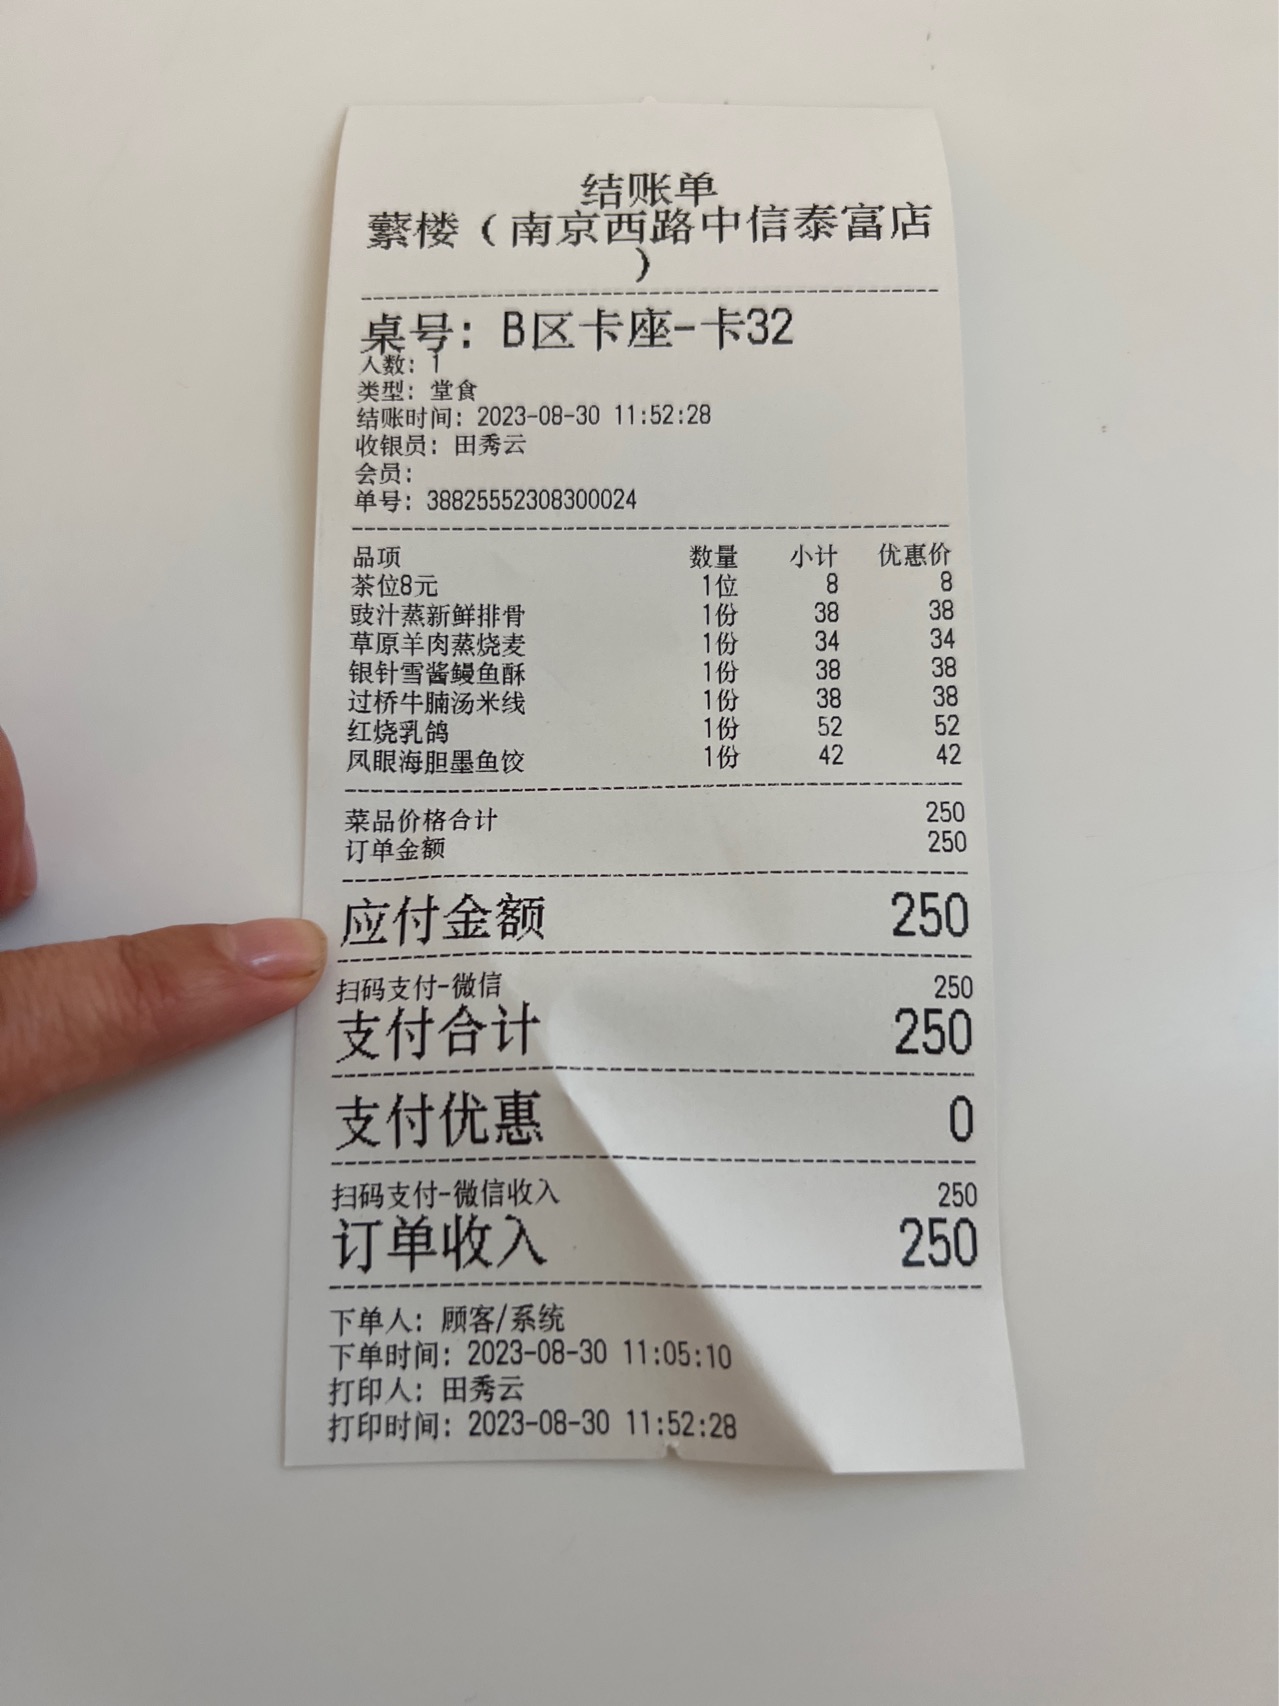 结账单
蘩楼（南京西路中信泰富店
）
桌号：B区卡座-卡32
人数：1
类型：堂食
结账时间：2023-08-30 11:52:28
收银员：田秀云
会员：
单号：38825552308300024
品项 数量 小计 优惠价
茶位8元 1位 8 8
豉汁蒸新鲜排骨 1份 38 38
草原羊肉蒸烧麦 1份 34 34
银针雪酱鳗鱼酥 1份 38 38
过桥牛腩汤米线 1份 38 38
红烧乳鸽 1份 52 52
凤眼海胆墨鱼饺 1份 42 42
菜品价格合计 250
订单金额 250
应付金额 250
扫码支付-微信 250
支付合计 250
支付优惠 0
扫码支付-微信收入 250
订单收入 250
下单人：顾客/系统
下单时间：2023-08-30 11:05:10
打印人：田秀云
打印时间：2023-08-30 11:52:28